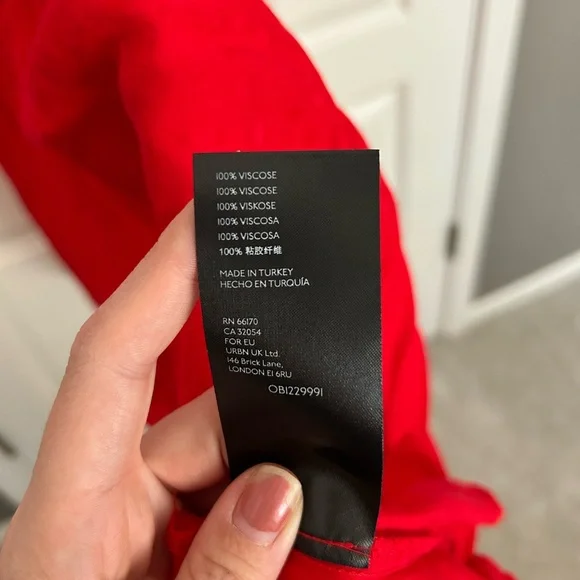 100% VISCOSE
100% VISCOSE
100% VISKOSE
100% VISCOSA
100% VISCOSA
100% 粘胶纤维
MADE IN TURKEY
HECHO EN TURQUÍA
RN 66170
CA 32054
FOR EU
URBN UK Ltd.
146 Brick Lane,
LONDON E1 6RU
OB1229991